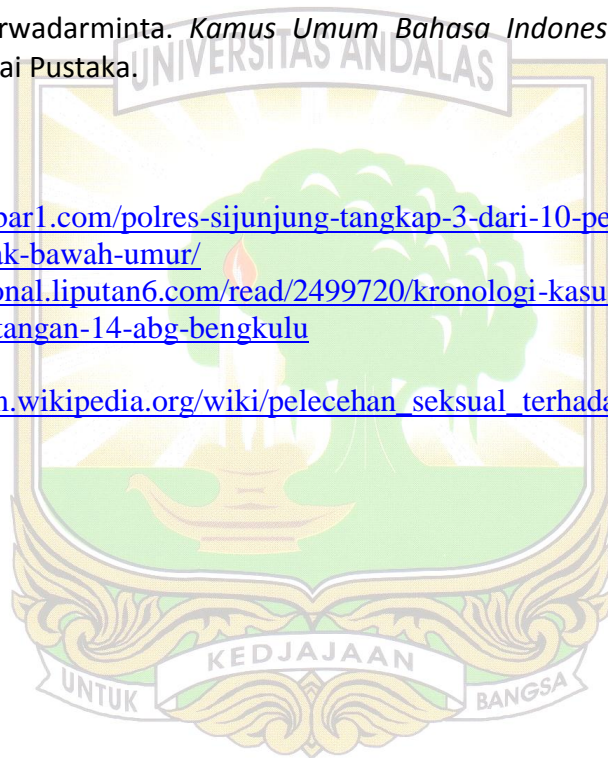 rwadarminta. Kamus Umum Bahasa Indones
ai Pustaka.
UNIVERSITAS ANDALAS
bar1.com/polres-sijunjung-tangkap-3-dari-10-pe
ak-bawah-umur/
onal.liputan6.com/read/2499720/kronologi-kasu
tangan-14-abg-bengkulu
n.wikipedia.org/wiki/pelecehan_seksual_terhada
KEDJAJAAN
UNTUK
BANGSA